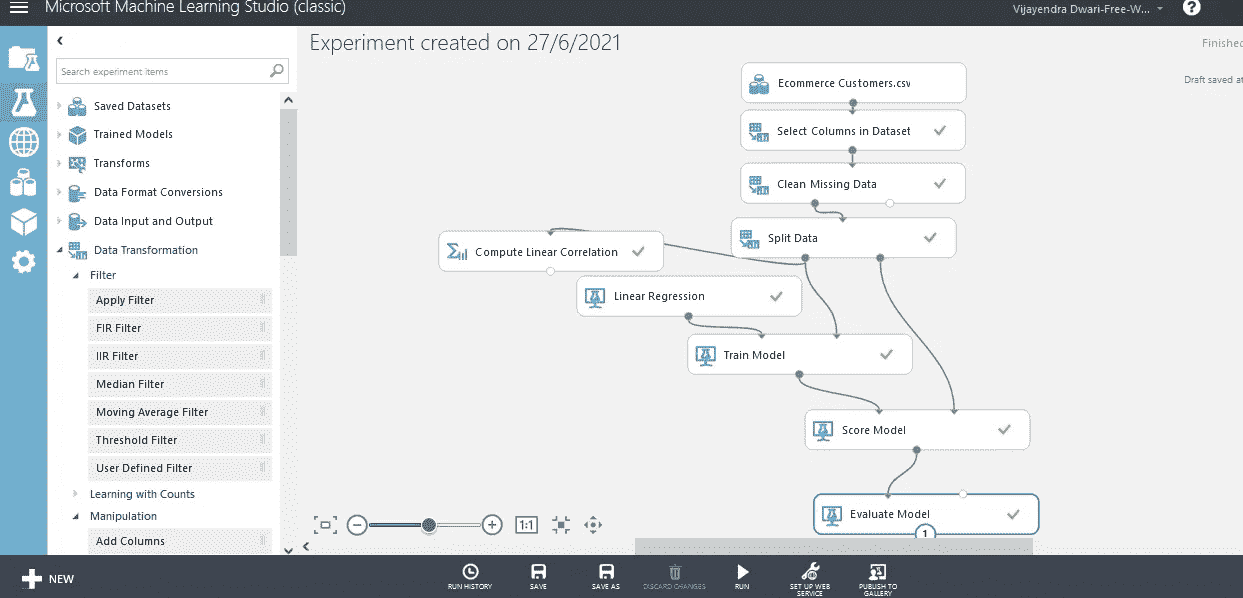 Microsoft Machine Learning Studio (classic)
Vijayendra Dwari-Free-W...
?
Experiment created on 27/6/2021
Finished
Draft saved at
Search experiment items
Saved Datasets
Trained Models
Transforms
Data Format Conversions
Data Input and Output
Data Transformation
Filter
Apply Filter
FIR Filter
IIR Filter
Median Filter
Moving Average Filter
Threshold Filter
User Defined Filter
Learning with Counts
Manipulation
Add Columns
Ecommerce Customers.csv
Select Columns in Dataset
Clean Missing Data
Split Data
Compute Linear Correlation
Linear Regression
Train Model
Score Model
Evaluate Model
1
1:1
NEW
RUN HISTORY
SAVE
SAVE AS
DISCARD CHANGES
RUN
SET UP WEB
SERVICE
PUBLISH TO
GALLERY